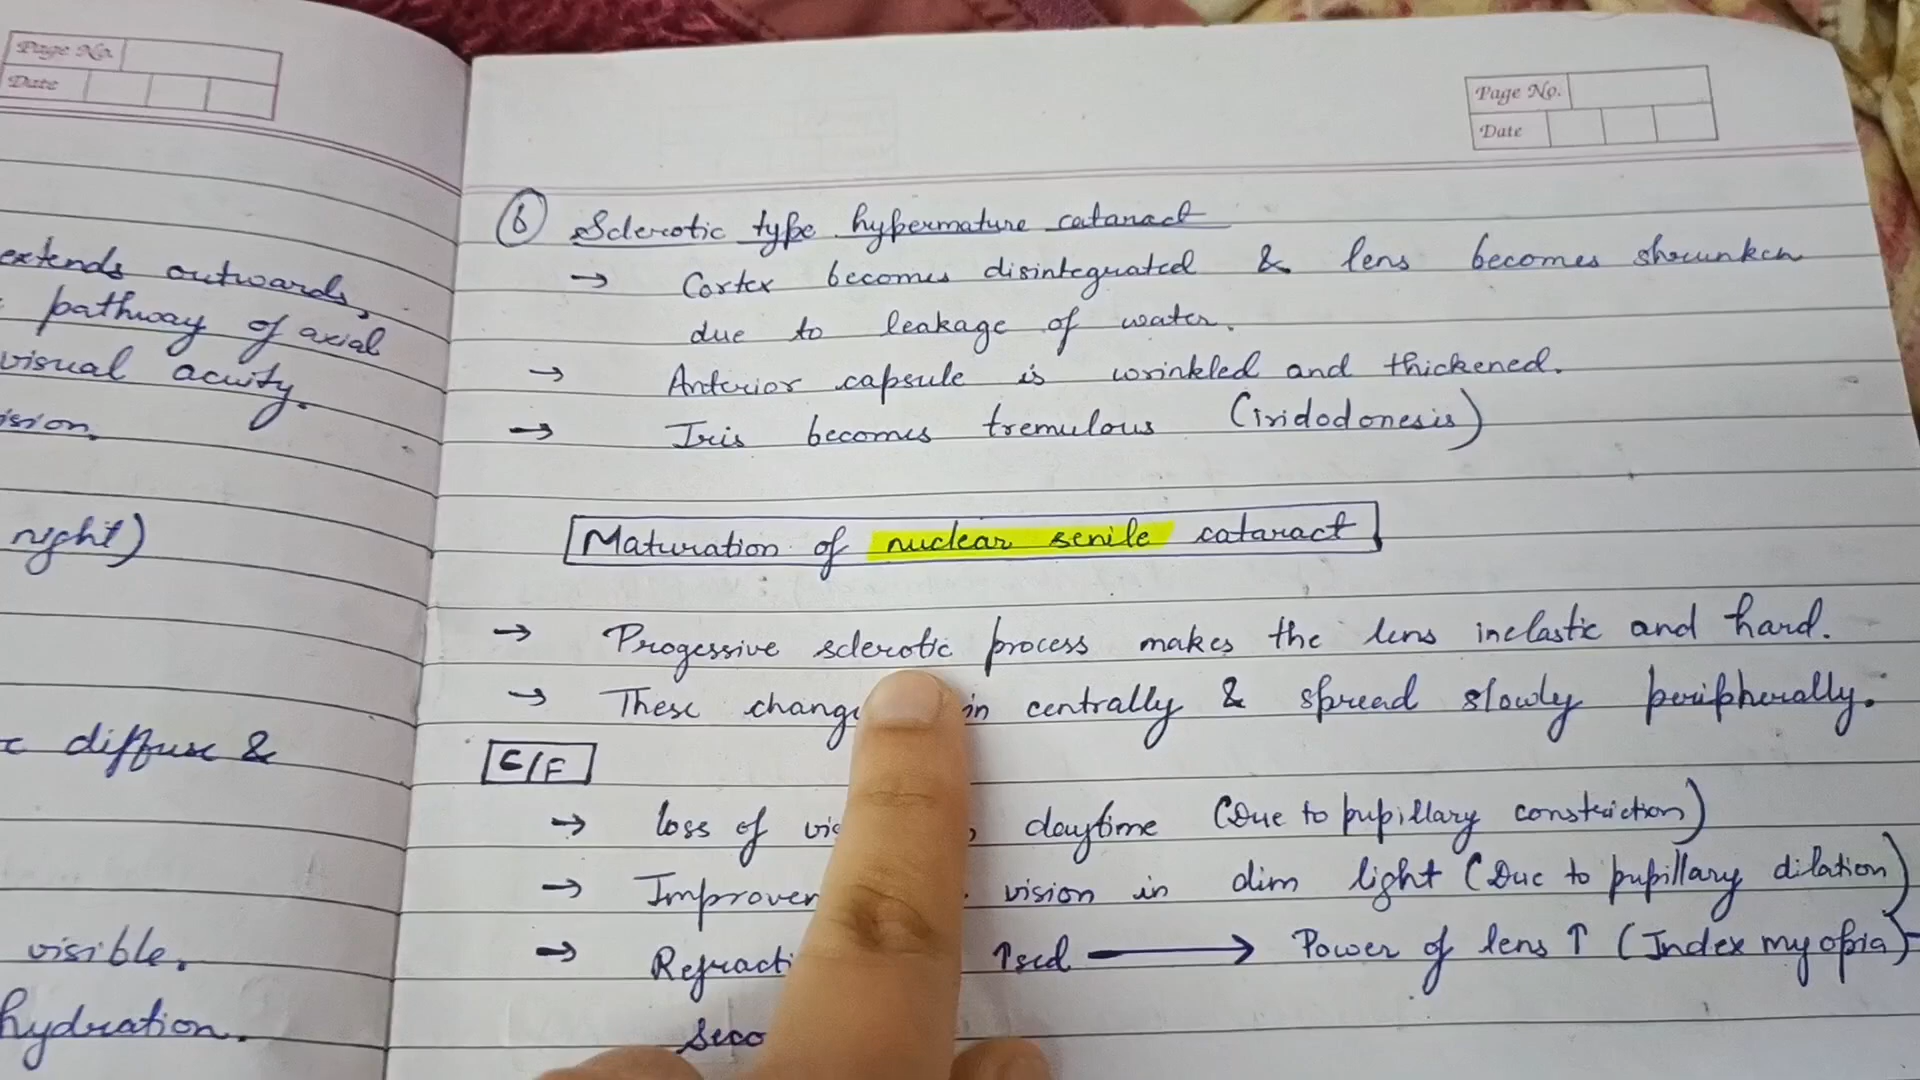 Page No.
Date
extends outwards,
pathway of axial
visual acuity.
ision.
night)
diffuse &
visible.
hydration.
Page No.
Date
6 Sclerotic type hypermature cataract
→ Cortex becomes disintegrated & lens becomes shrunken
due to leakage of water.
→ Anterior capsule is wrinkled and thickened.
→ Iris becomes tremulous (iridodonesis)
Maturation of nuclear senile cataract
→ Progessive sclerotic process makes the lens inelastic and hard.
→ These chang in centrally & spread slowly peripherally.
C/F
→ loss of vi daytime (Due to pupillary constriction)
→ Improve vision in dim light (Due to pupillary dilation)
→ Refracti ↑sed → Power of lens ↑ (Index myopia)
Seco